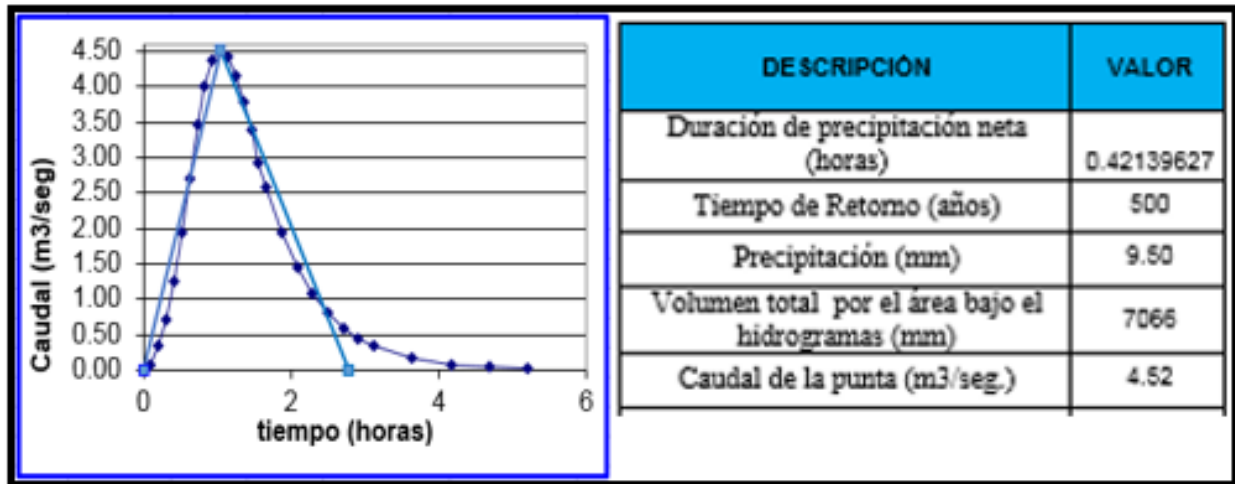 4.50
4.00
3.50
3.00
2.50
2.00
1.50
1.00
0.50
0.00
Caudal (m3/seg)
0 2 4 6
tiempo (horas)
DESCRIPCIÓN VALOR
Duración de precipitación neta
(horas) 0.42139627
Tiempo de Retorno (años) 500
Precipitación (mm) 9.50
Volumen total por el área bajo el
hidrogramas (mm) 7066
Caudal de la punta (m3/seg.) 4.52